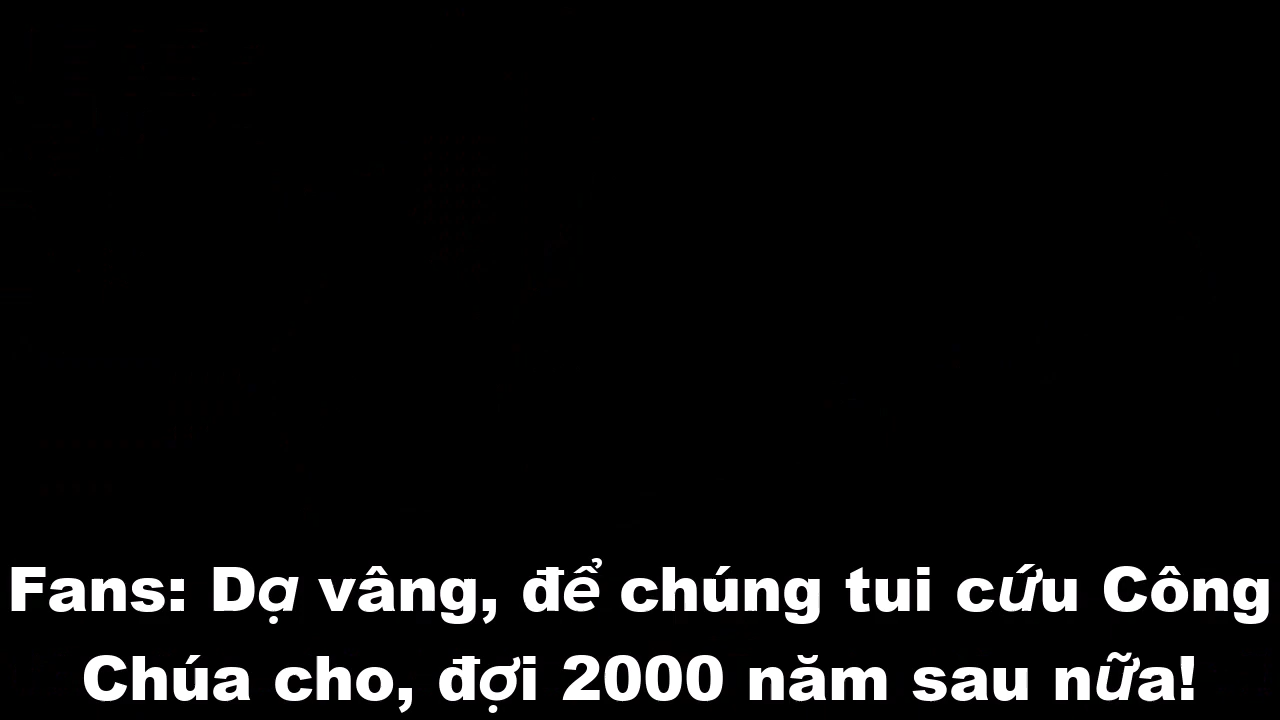 Fans: Dạ vâng, để chúng tui cứu Công
Chúa cho, đợi 2000 năm sau nữa!